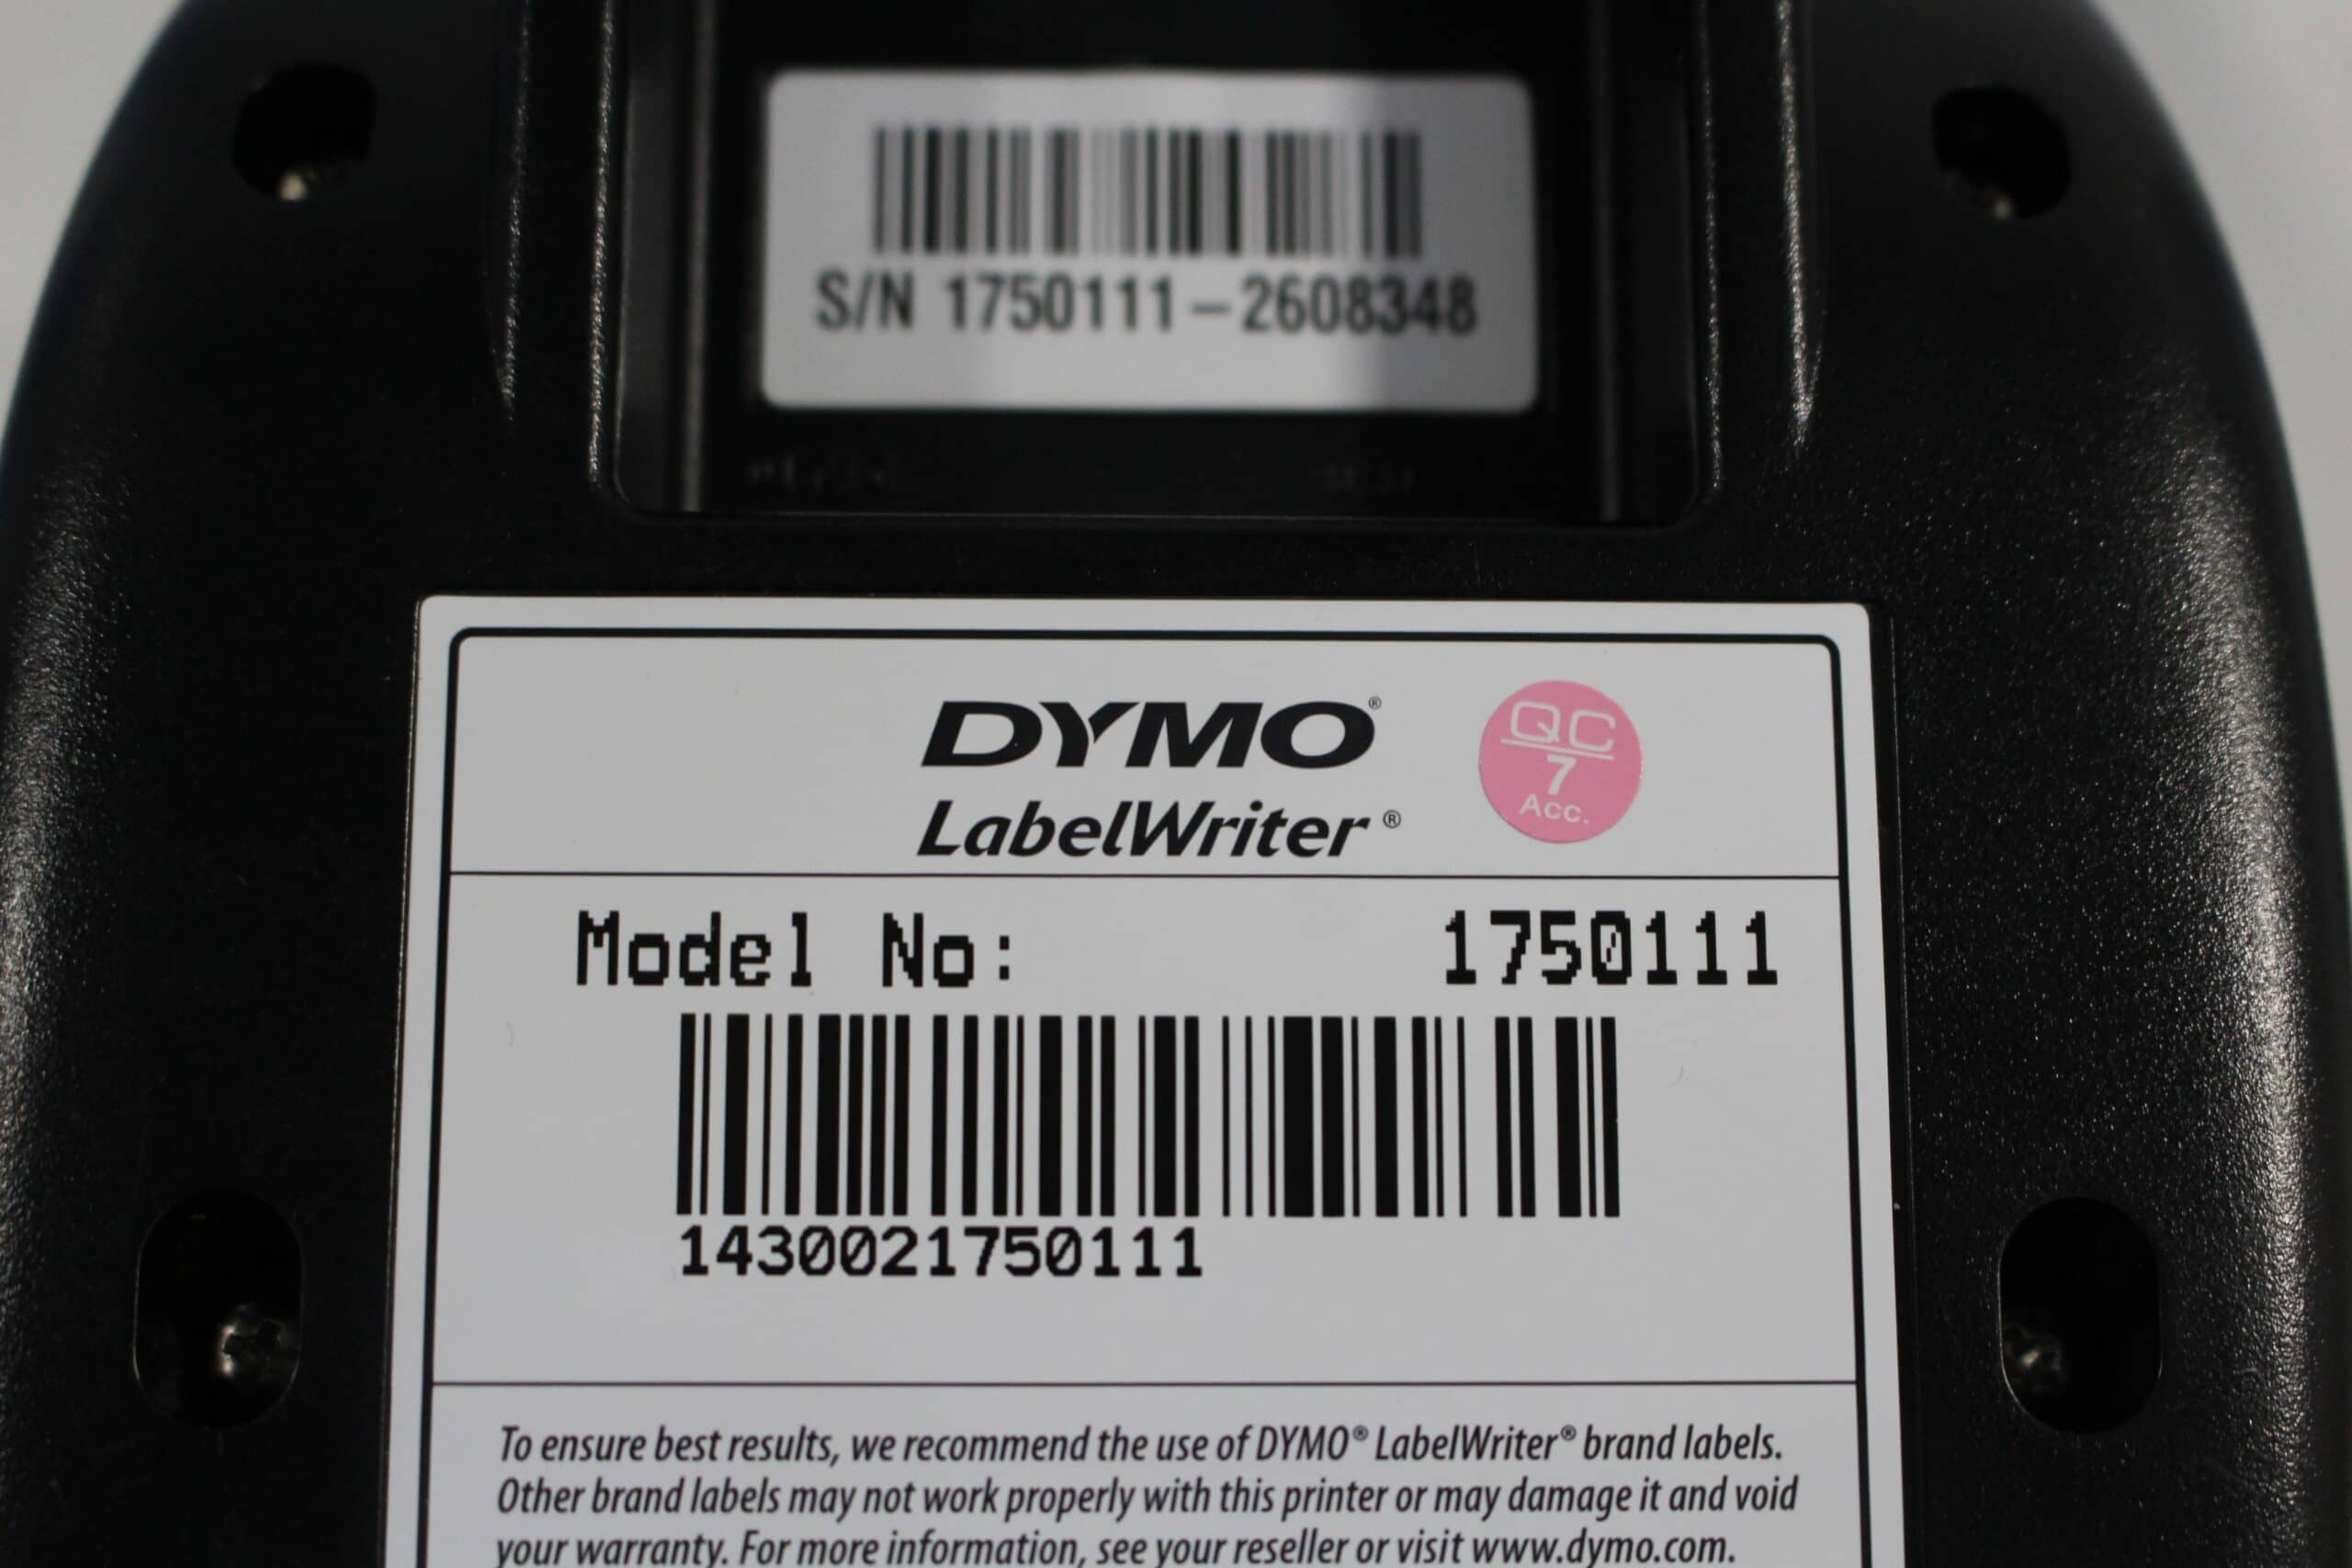 S/N 1750111-2608348
DYMO®
LabelWriter®
QC
7
Acc.
Model No: 1750111
1430021750111
To ensure best results, we recommend the use of DYMO® LabelWriter® brand labels.
Other brand labels may not work properly with this printer or may damage it and void
your warranty. For more information, see your reseller or visit www.dymo.com.